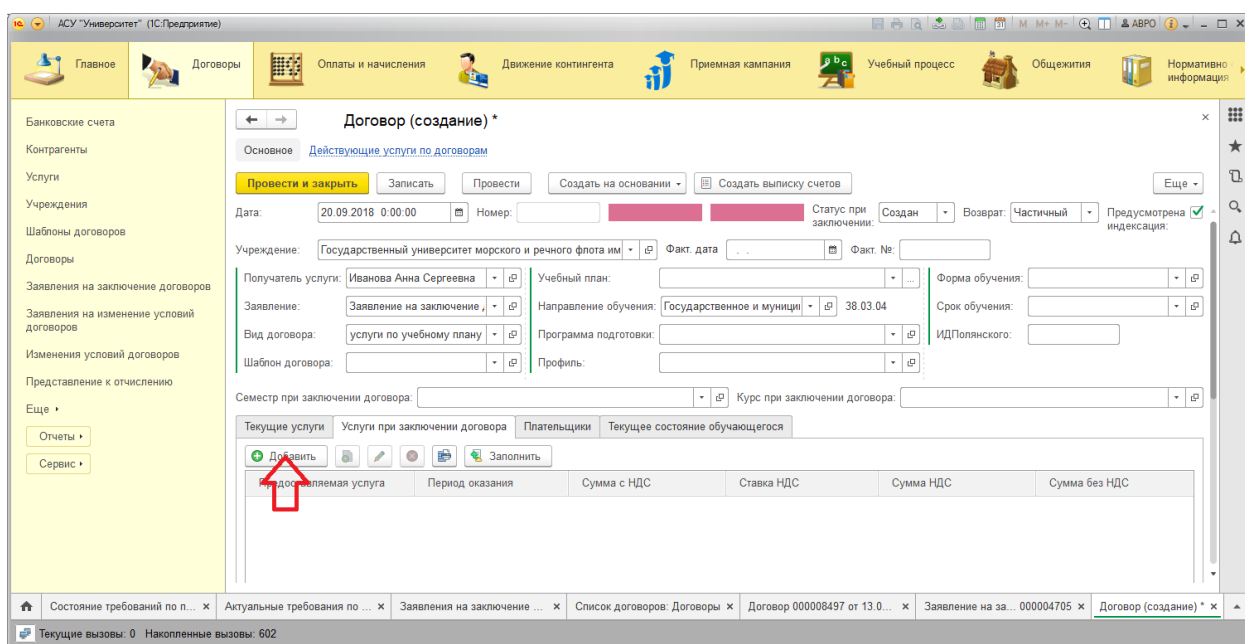 АСУ "Университет" (1С:Предприятие)
M M+ M- АВРО
Главное Договоры Оплаты и начисления Движение контингента Приемная кампания Учебный процесс Общежития Нормативно
информация
Банковские счета
Контрагенты
Услуги
Учреждения
Шаблоны договоров
Договоры
Заявления на заключение договоров
Заявления на изменение условий
договоров
Изменения условий договоров
Представление к отчислению
Еще
Отчеты
Сервис
Договор (создание) *
Основное Действующие услуги по договорам
Провести и закрыть Записать Провести Создать на основании Создать выписку счетов Еще
Дата: 20.09.2018 0:00:00 Номер: Статус при
заключении: Создан Возврат: Частичный Предусмотрена
индексация:
Учреждение: Государственный университет морского и речного флота им Факт. дата . . Факт. №:
Получатель услуги: Иванова Анна Сергеевна Учебный план: ... Форма обучения:
Заявление: Заявление на заключение Направление обучения: Государственное и муници 38.03.04 Срок обучения:
Вид договора: услуги по учебному плану Программа подготовки: ИДПолянского:
Шаблон договора: Профиль:
Семестр при заключении договора: Курс при заключении договора:
Текущие услуги Услуги при заключении договора Плательщики Текущее состояние обучающегося
Добавить Заполнить
Предоставляемая услуга Период оказания Сумма с НДС Ставка НДС Сумма НДС Сумма без НДС
Состояние требований по п... Актуальные требования по ... Заявления на заключение ... Список договоров: Договоры Договор 000008497 от 13.0... Заявление на за... 000004705 Договор (создание) *
Текущие вызовы: 0 Накопленные вызовы: 602